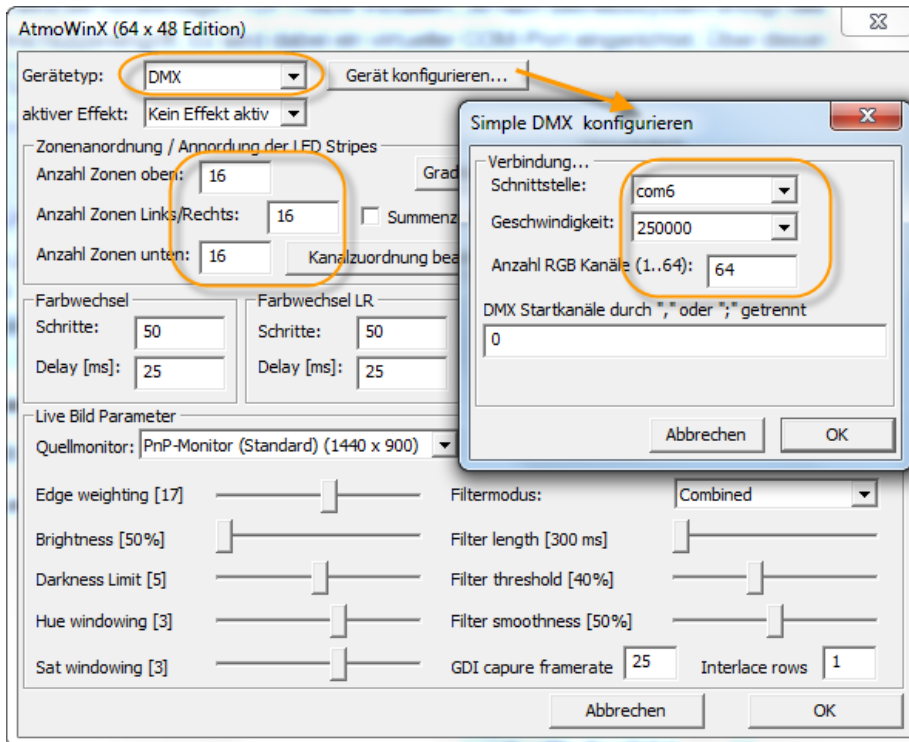 AtmoWinX (64 x 48 Edition)
Gerätetyp: DMX Gerät konfigurieren...
aktiver Effekt: Kein Effekt aktiv
Zonenanordnung / Annordung der LED Stripes
Anzahl Zonen oben: 16 Grad
Anzahl Zonen Links/Rechts: 16 Summenz
Anzahl Zonen unten: 16 Kanalzuordnung bea
Farbwechsel
Schritte: 50
Delay [ms]: 25
Farbwechsel LR
Schritte: 50
Delay [ms]: 25
Simple DMX konfigurieren
Verbindung...
Schnittstelle: com6
Geschwindigkeit: 250000
Anzahl RGB Kanäle (1..64): 64
DMX Startkanäle durch "," oder ";" getrennt
0
Abbrechen OK
Live Bild Parameter
Quellmonitor: PnP-Monitor (Standard) (1440 x 900)
Edge weighting [17] Filtermodus: Combined
Brightness [50%] Filter length [300 ms]
Darkness Limit [5] Filter threshold [40%]
Hue windowing [3] Filter smoothness [50%]
Sat windowing [3] GDI capure framerate 25 Interlace rows 1
Abbrechen OK